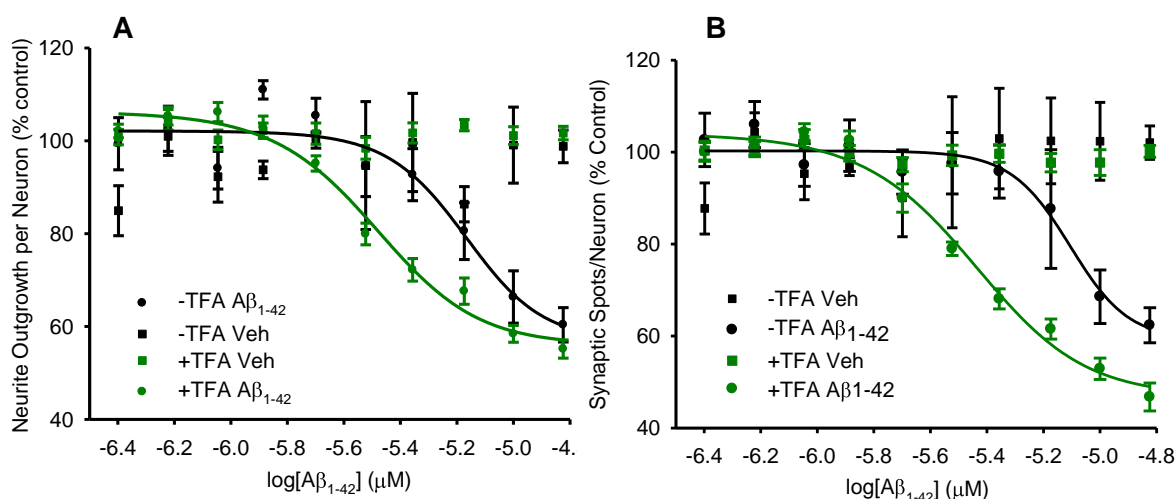 A
Neurite Outgrowth per Neuron (% control)
120
100
80
60
40
-TFA Aβ1-42
-TFA Veh
+TFA Veh
+TFA Aβ1-42
-6.4 -6.2 -6.0 -5.8 -5.6 -5.4 -5.2 -5.0 -4.
log[Aβ1-42] (μM)
B
Synaptic Spots/Neuron (% Control)
120
100
80
60
40
-TFA Veh
-TFA Aβ1-42
+TFA Veh
+TFA Aβ1-42
-6.4 -6.2 -6.0 -5.8 -5.6 -5.4 -5.2 -5.0 -4.8
log[Aβ1-42] (μM)